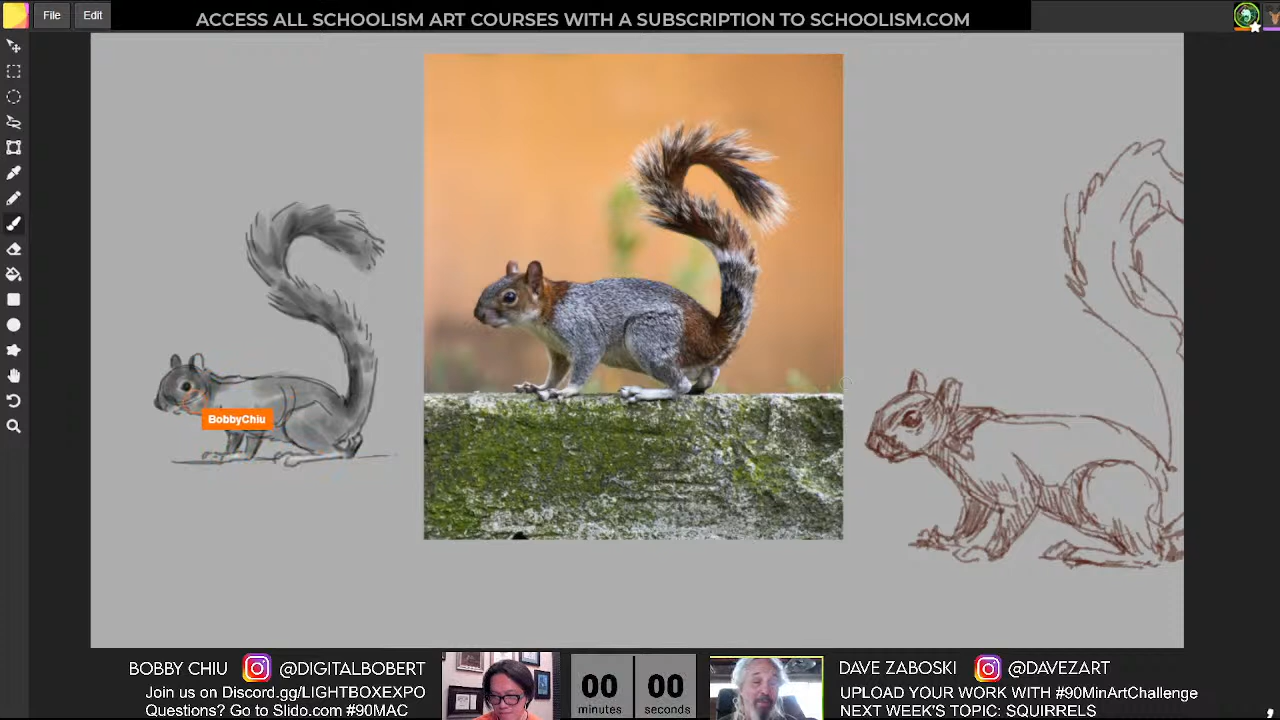 File
Edit
ACCESS ALL SCHOOLISM ART COURSES WITH A SUBSCRIPTION TO SCHOOLISM.COM
BobbyChiu
BOBBY CHIU @DIGITALBOBERT
Join us on Discord.gg/LIGHTBOXEXPO
Questions? Go to Slido.com #90MAC
00 00
minutes seconds
DAVE ZABOSKI @DAVEZART
UPLOAD YOUR WORK WITH #90MinArtChallenge
NEXT WEEK'S TOPIC: SQUIRRELS